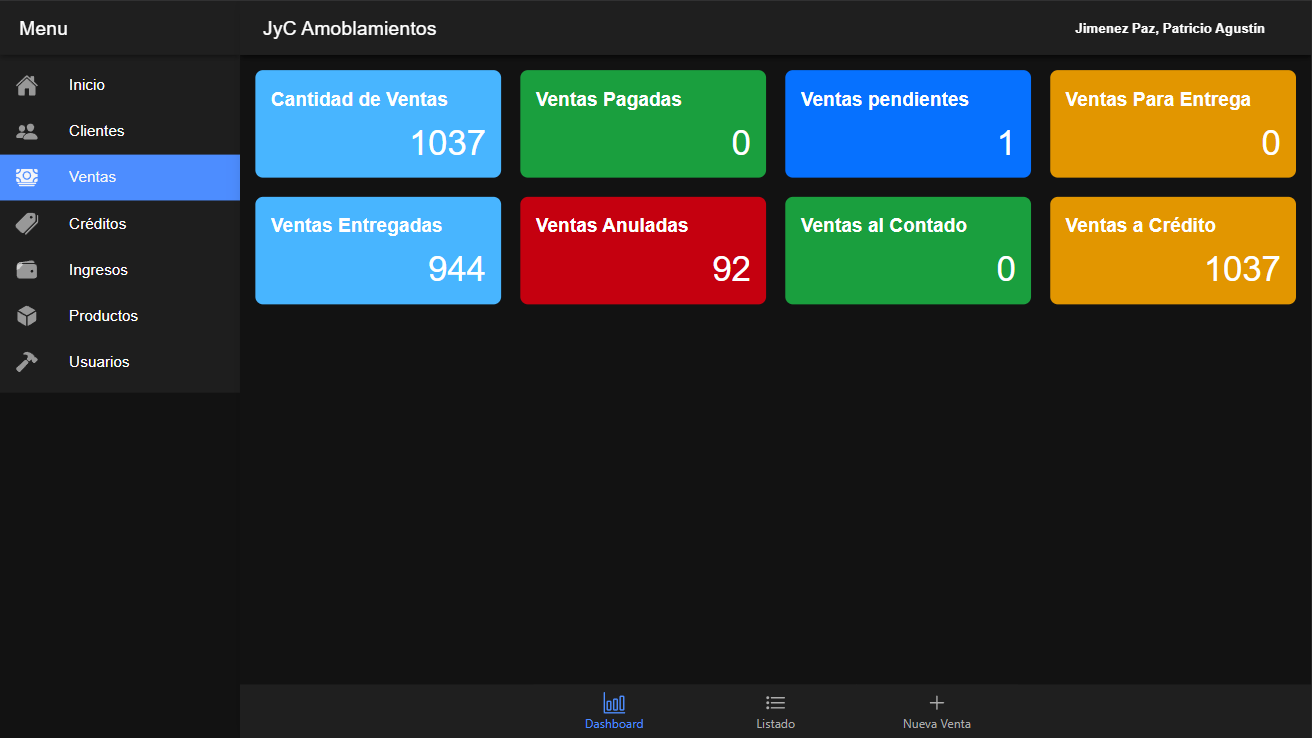 Menu
JyC Amoblamientos
Jimenez Paz, Patricio Agustín
Inicio
Clientes
Ventas
Créditos
Ingresos
Productos
Usuarios
Cantidad de Ventas
1037
Ventas Pagadas
0
Ventas pendientes
1
Ventas Para Entrega
0
Ventas Entregadas
944
Ventas Anuladas
92
Ventas al Contado
0
Ventas a Crédito
1037
Dashboard
Listado
Nueva Venta